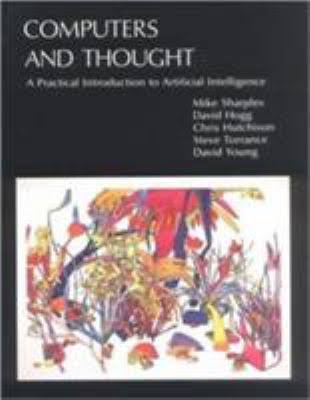 COMPUTERS
AND THOUGHT
A Practical Introduction to Artificial Intelligence
Mike Sharples
David Hogg
Chris Hutchison
Steve Torrance
David Young